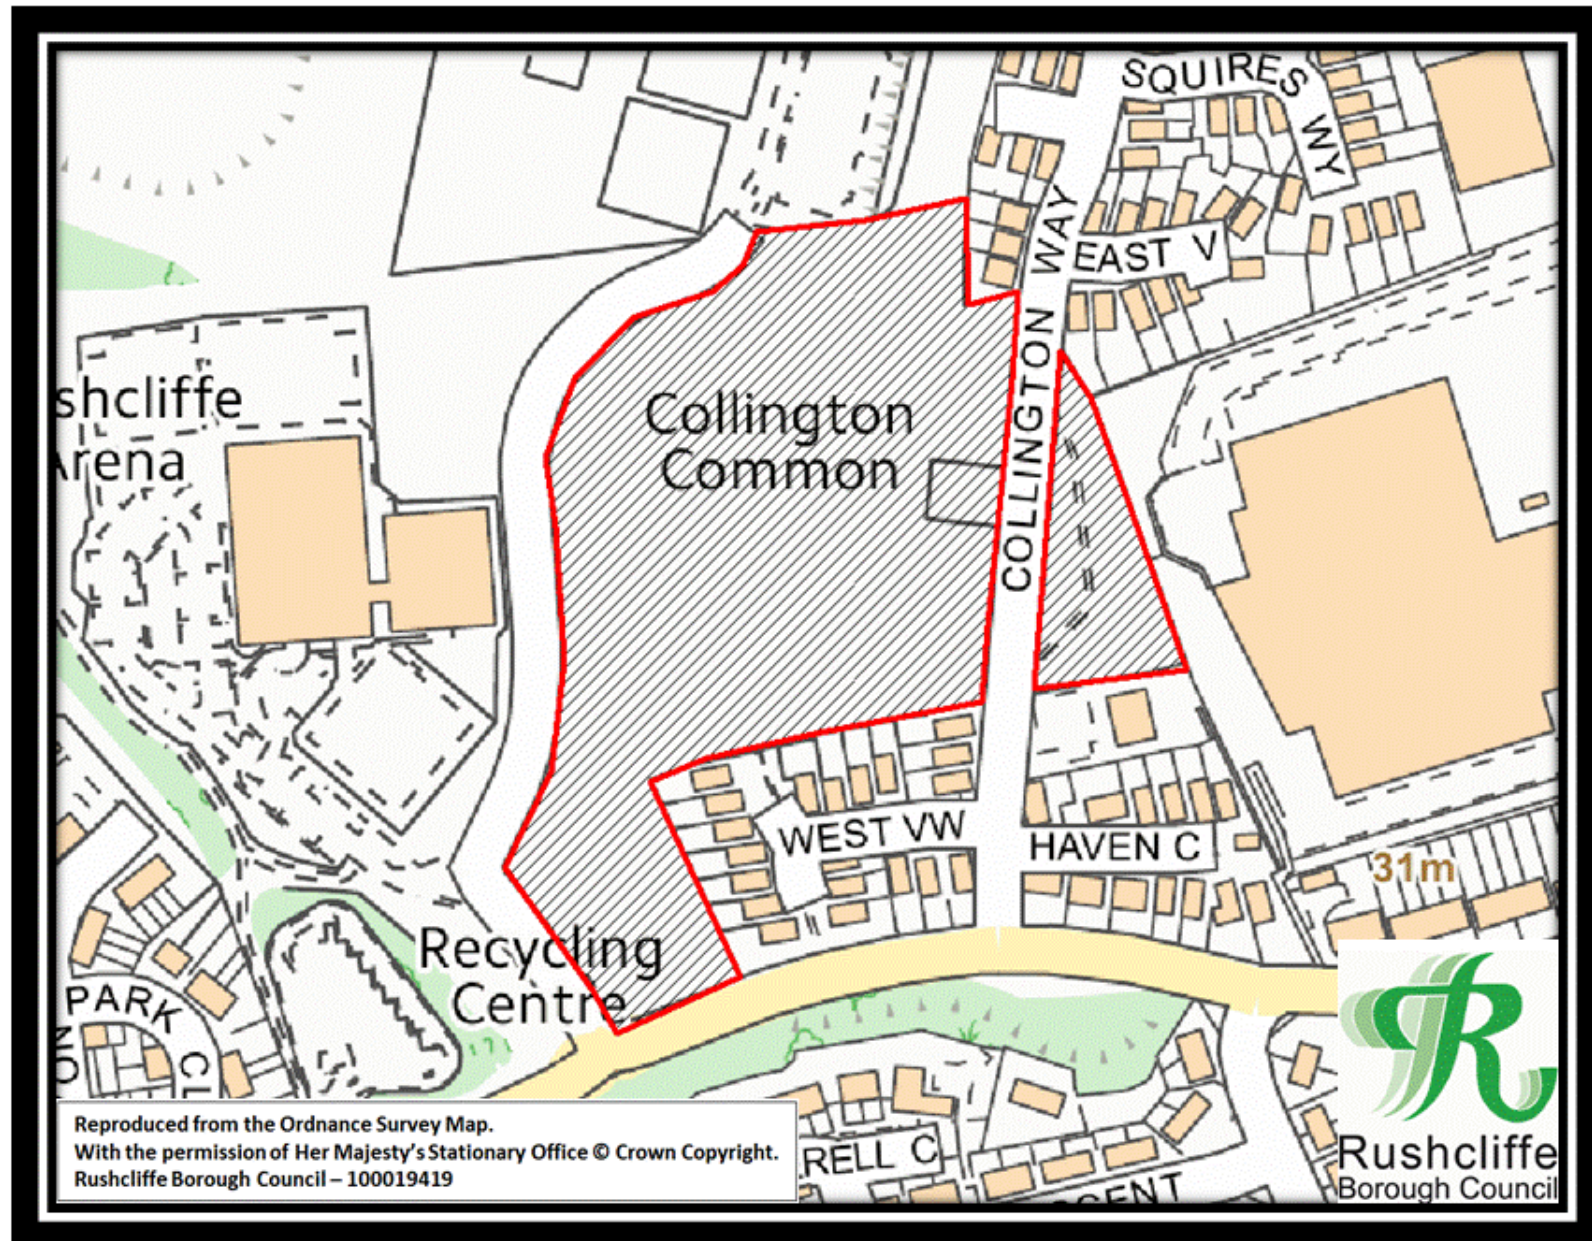 SQUIRES WY
COLLINGTON WAY
EAST V
shcliffe
Arena
Collington
Common
WEST VW
HAVEN C
31m
Recycling
Centre
PARK CL
RELL C
Reproduced from the Ordnance Survey Map.
With the permission of Her Majesty's Stationary Office © Crown Copyright.
Rushcliffe Borough Council – 100019419
R
Rushcliffe
Borough Council